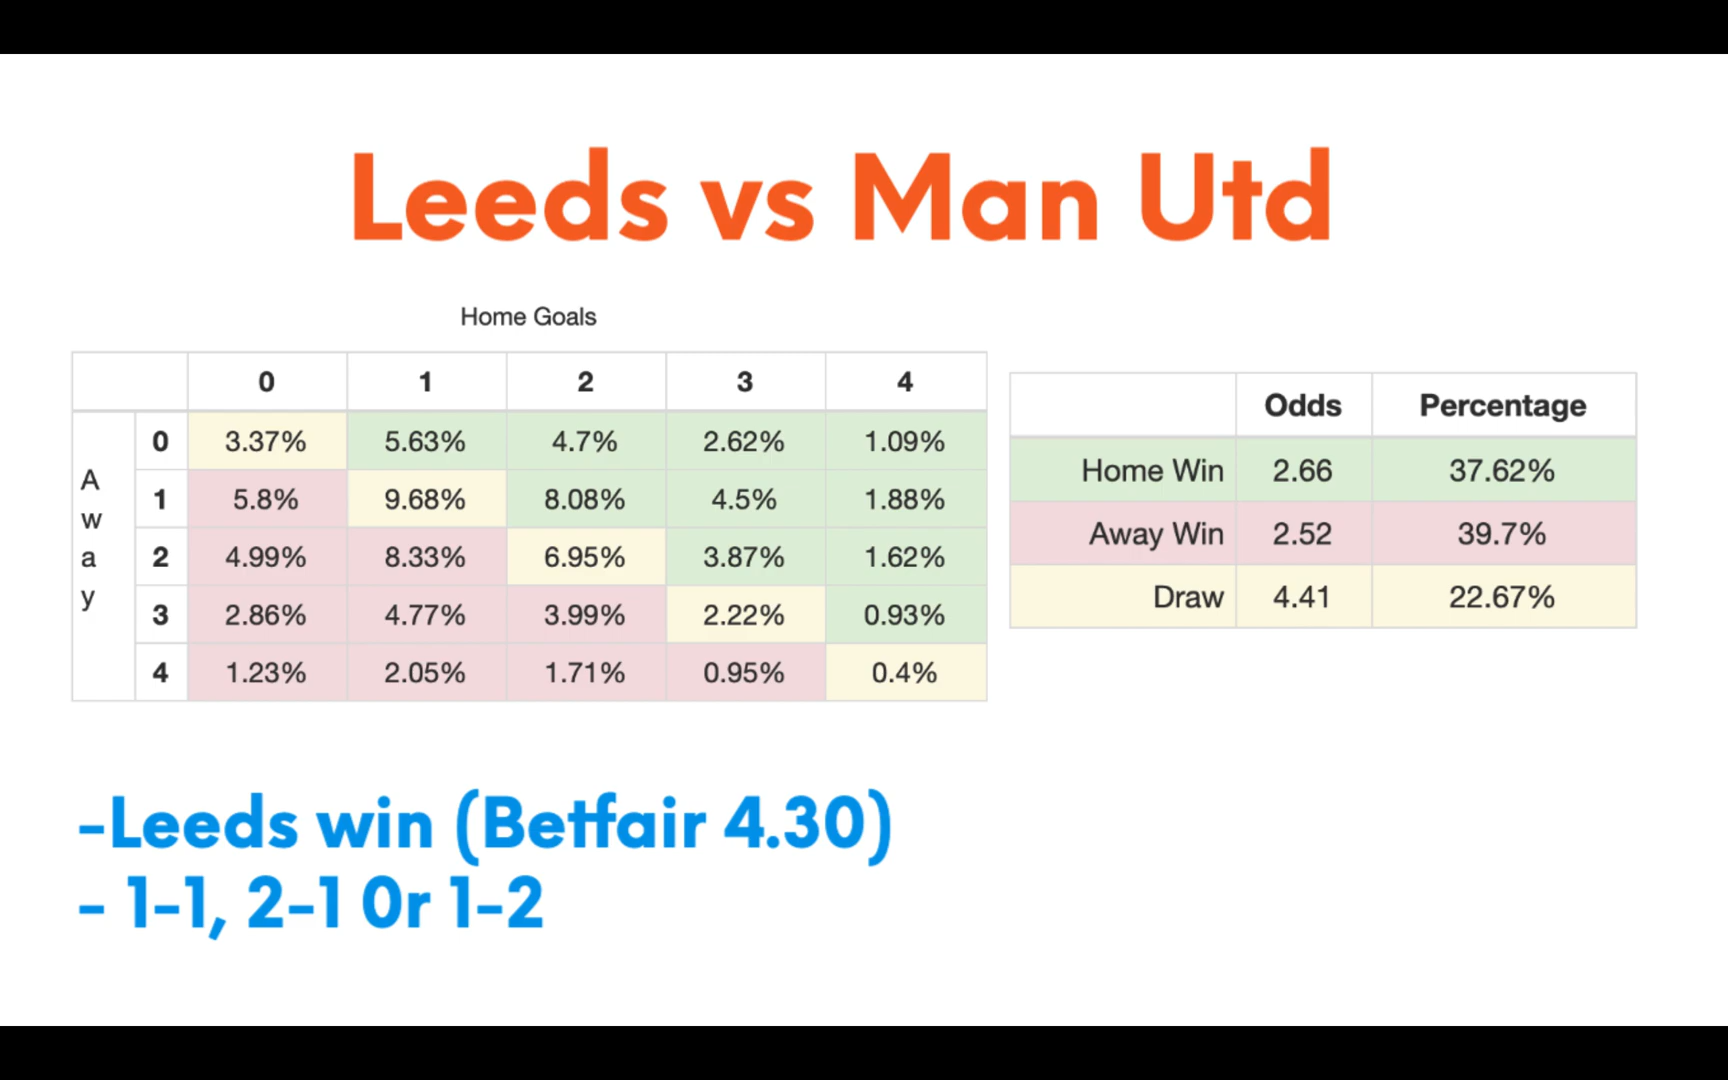 Leeds vs Man Utd
Home Goals
0 1 2 3 4
Away
0 3.37% 5.63% 4.7% 2.62% 1.09%
1 5.8% 9.68% 8.08% 4.5% 1.88%
2 4.99% 8.33% 6.95% 3.87% 1.62%
3 2.86% 4.77% 3.99% 2.22% 0.93%
4 1.23% 2.05% 1.71% 0.95% 0.4%
Odds Percentage
Home Win 2.66 37.62%
Away Win 2.52 39.7%
Draw 4.41 22.67%
-Leeds win (Betfair 4.30)
- 1-1, 2-1 0r 1-2